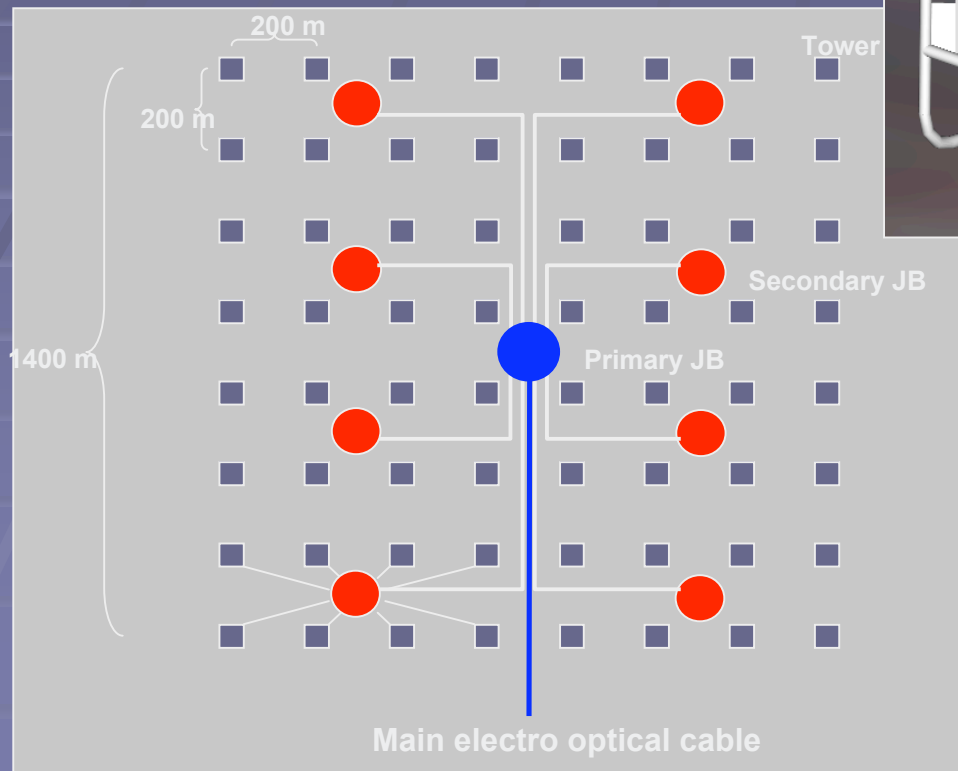 200 m
Tower
200 m
Secondary JB
1400 m
Primary JB
Main electro optical cable